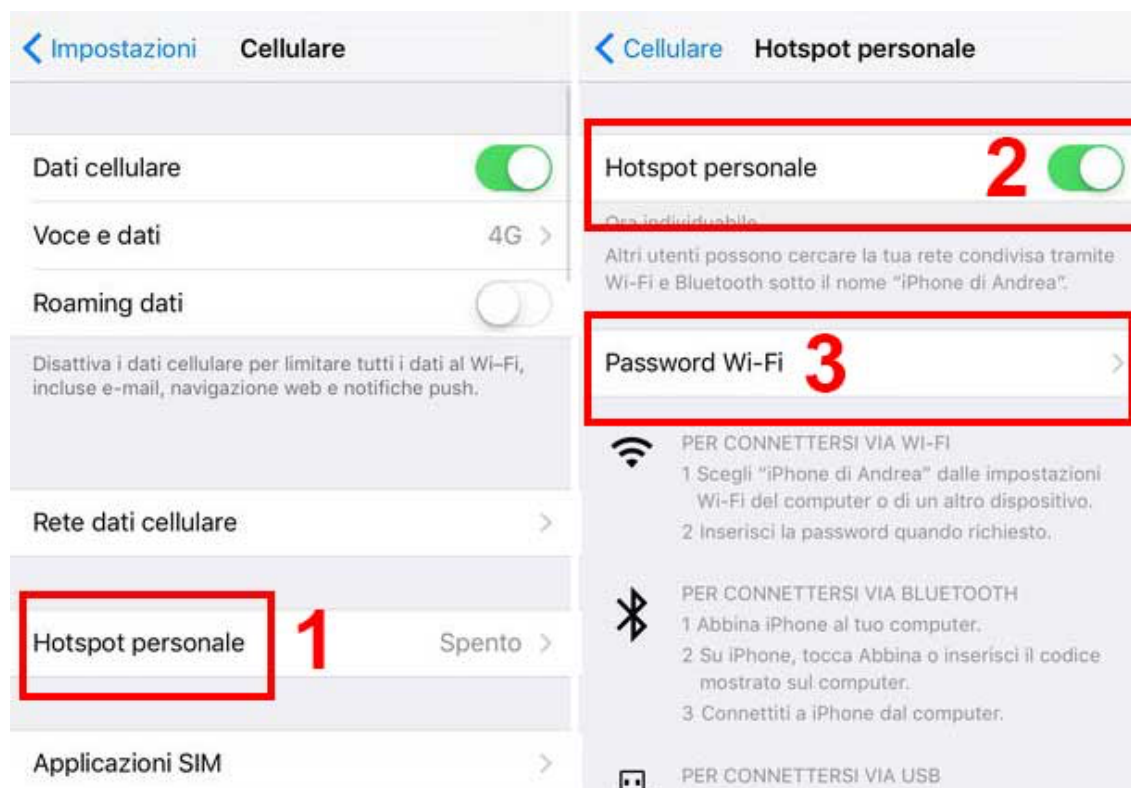 Impostazioni Cellulare
Dati cellulare
Voce e dati 4G
Roaming dati
Disattiva i dati cellulare per limitare tutti i dati al Wi-Fi,
incluse e-mail, navigazione web e notifiche push.
Rete dati cellulare
Hotspot personale 1 Spento
Applicazioni SIM
Cellulare Hotspot personale
Hotspot personale 2
Ora individuabile.
Altri utenti possono cercare la tua rete condivisa tramite
Wi-Fi e Bluetooth sotto il nome “iPhone di Andrea”.
Password Wi-Fi 3
PER CONNETTERSI VIA WI-FI
1 Scegli “iPhone di Andrea” dalle impostazioni
Wi-Fi del computer o di un altro dispositivo.
2 Inserisci la password quando richiesto.
PER CONNETTERSI VIA BLUETOOTH
1 Abbina iPhone al tuo computer.
2 Su iPhone, tocca Abbina o inserisci il codice
mostrato sul computer.
3 Connettiti a iPhone dal computer.
PER CONNETTERSI VIA USB